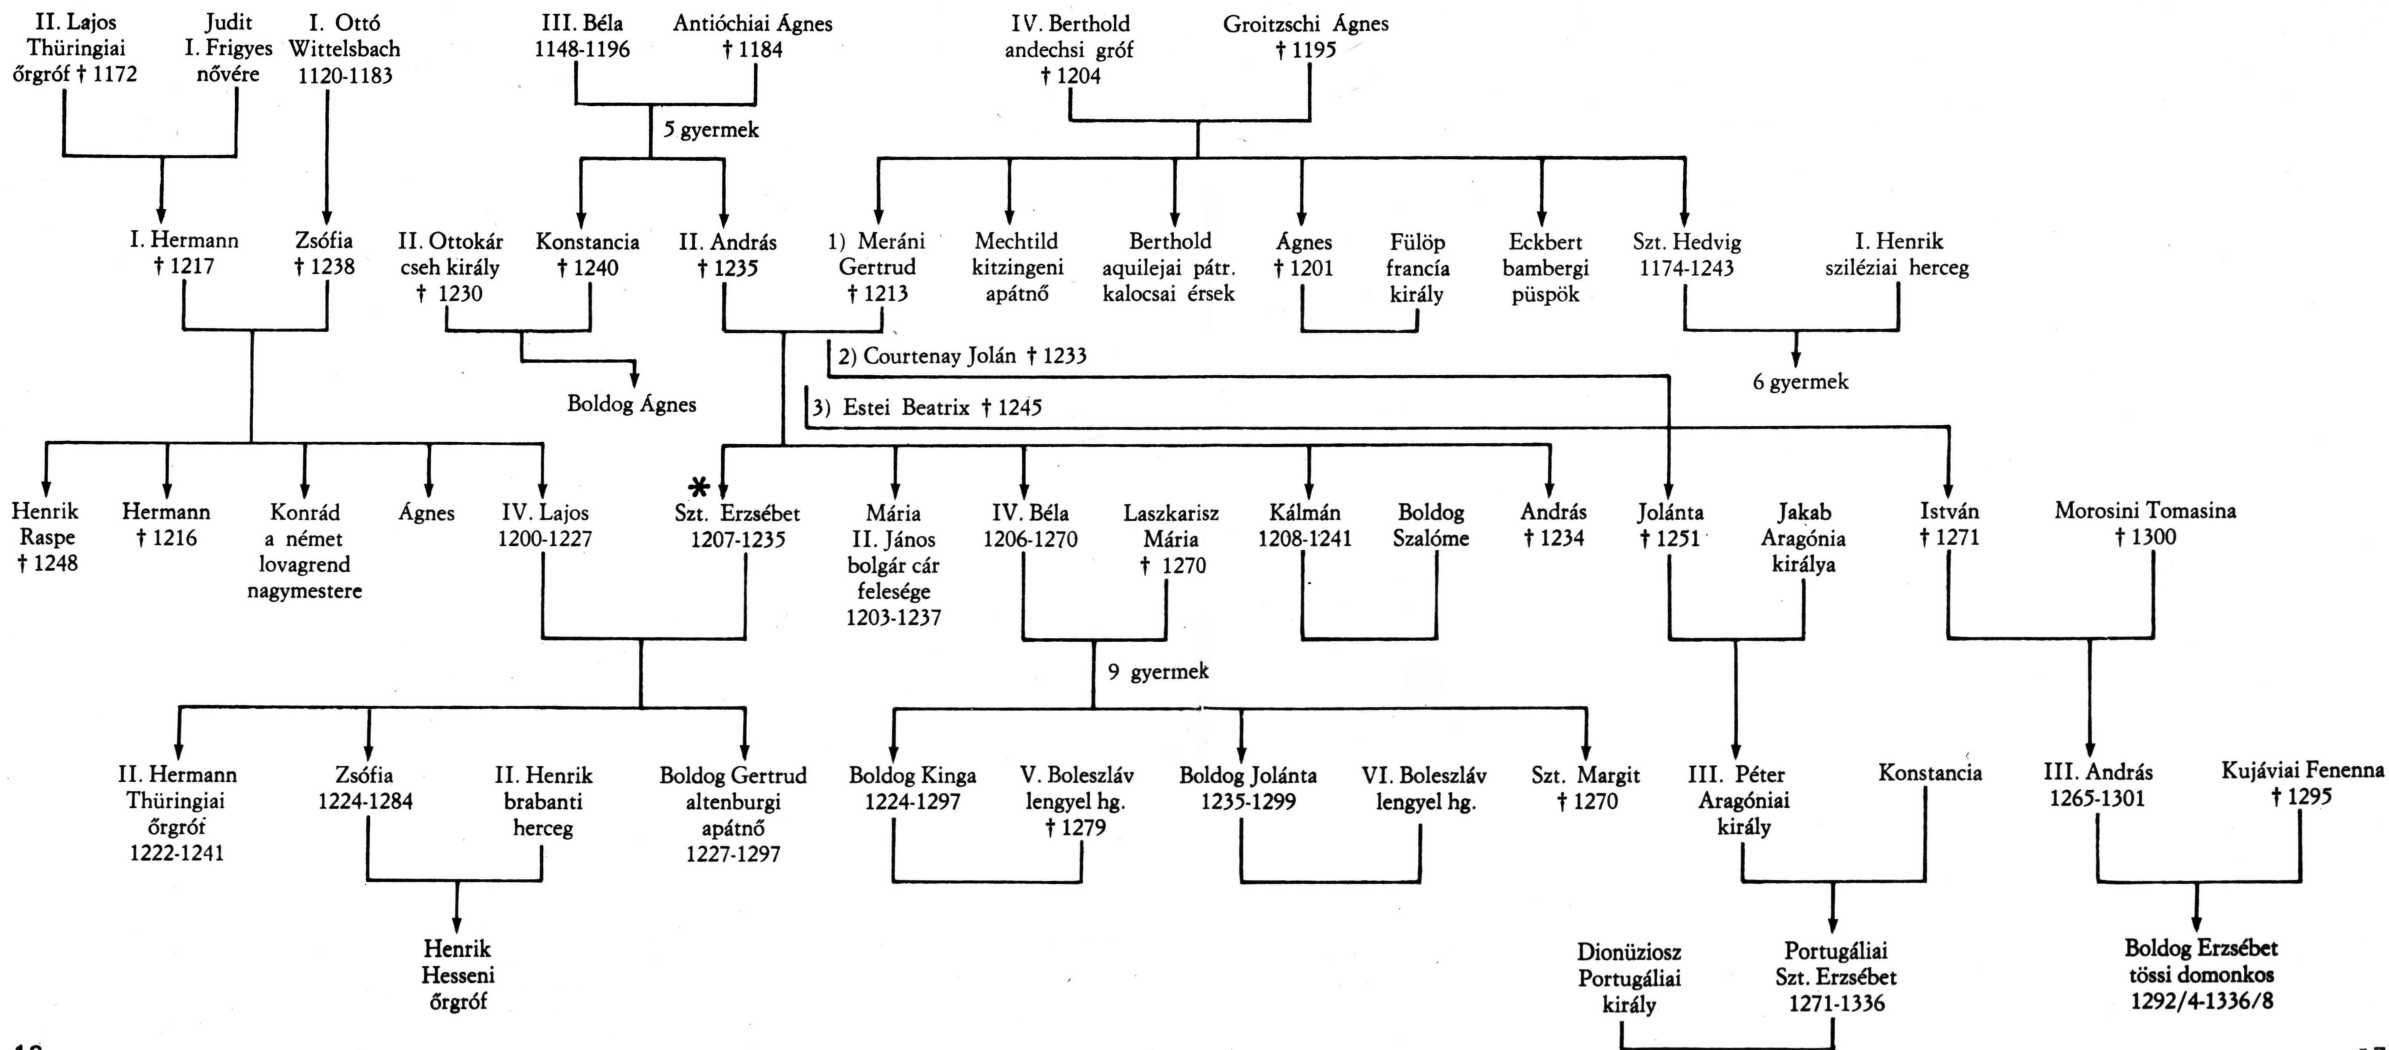 II. Lajos
Thüringiai
őrgróf † 1172
Judit
I. Frigyes
nővére
I. Ottó
Wittelsbach
1120-1183
III. Béla
1148-1196
Antióchiai Ágnes
† 1184
IV. Berthold
andechsi gróf
† 1204
Groitzschi Ágnes
† 1195
5 gyermek
I. Hermann
† 1217
Zsófia
† 1238
II. Ottokár
cseh király
† 1230
Konstancia
† 1240
II. András
† 1235
1) Meráni
Gertrud
† 1213
Mechtild
kitzingeni
apátnő
Berthold
aquilejai pátr.
kalocsai érsek
Ágnes
† 1201
Fülöp
francía
király
Eckbert
bambergi
püspök
Szt. Hedvig
1174-1243
I. Henrik
sziléziai herceg
2) Courtenay Jolán † 1233
6 gyermek
Boldog Ágnes
3) Estei Beatrix † 1245
Henrik
Raspe
† 1248
Hermann
† 1216
Konrád
a német
lovagrend
nagymestere
Ágnes
IV. Lajos
1200-1227
*
Szt. Erzsébet
1207-1235
Mária
II. János
bolgár cár
felesége
1203-1237
IV. Béla
1206-1270
Laszkarisz
Mária
† 1270
Kálmán
1208-1241
Boldog
Szalóme
András
† 1234
Jolánta
† 1251
Jakab
Aragónia
királya
István
† 1271
Morosini Tomasina
† 1300
9 gyermek
II. Hermann
Thüringiai
őrgróf
1222-1241
Zsófia
1224-1284
II. Henrik
brabanti
herceg
Boldog Gertrud
altenburgi
apátnő
1227-1297
Boldog Kinga
1224-1297
V. Boleszláv
lengyel hg.
† 1279
Boldog Jolánta
1235-1299
VI. Boleszláv
lengyel hg.
Szt. Margit
† 1270
III. Péter
Aragóniai
király
Konstancia
III. András
1265-1301
Kujáviai Fenenna
† 1295
Henrik
Hesseni
őrgróf
Dionüziosz
Portugáliai
király
Portugáliai
Szt. Erzsébet
1271-1336
Boldog Erzsébet
tössi domonkos
1292/4-1336/8